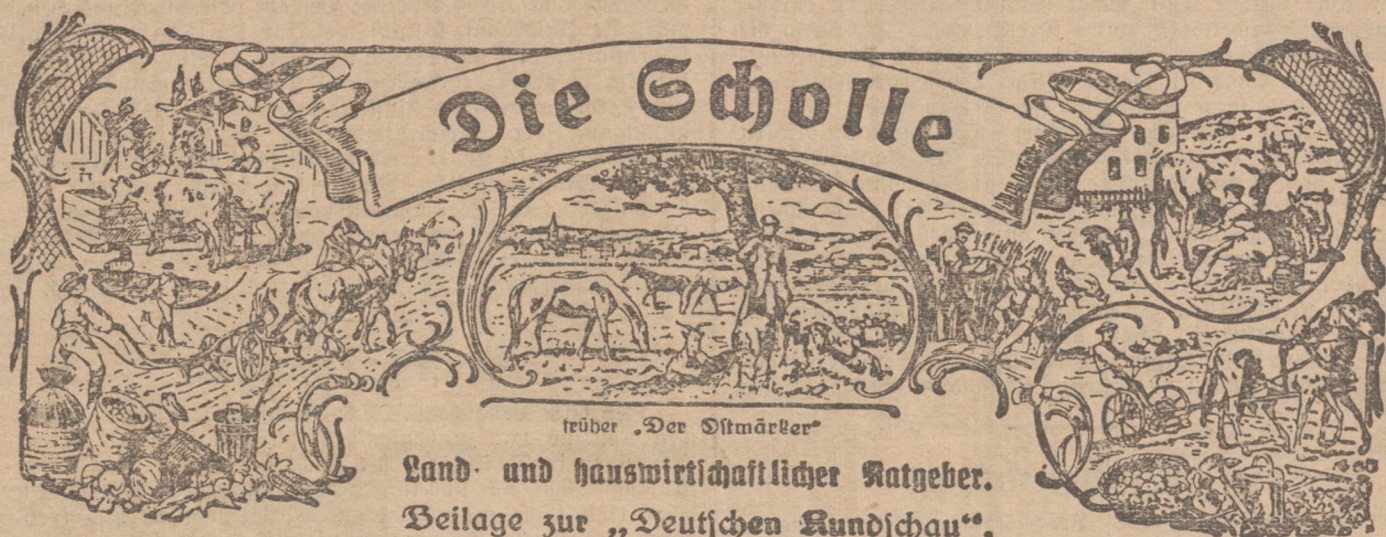 Die Scholle
früher „Der Ostmärker“
Land- und hauswirtschaftlicher Ratgeber.
Beilage zur „Deutschen Rundschau“.